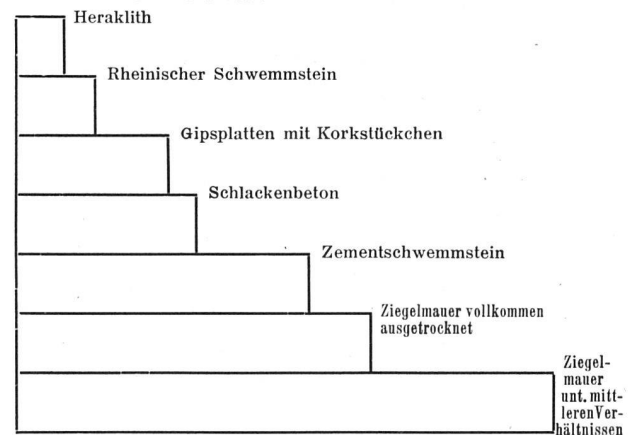 Heraklith
Rheinischer Schwemmstein
Gipsplatten mit Korkstückchen
Schlackenbeton
Zementschwemmstein
Ziegelmauer vollkommen
ausgetrocknet
Ziegel-
mauer
unt. mitt-
leren Ver-
hältnissen